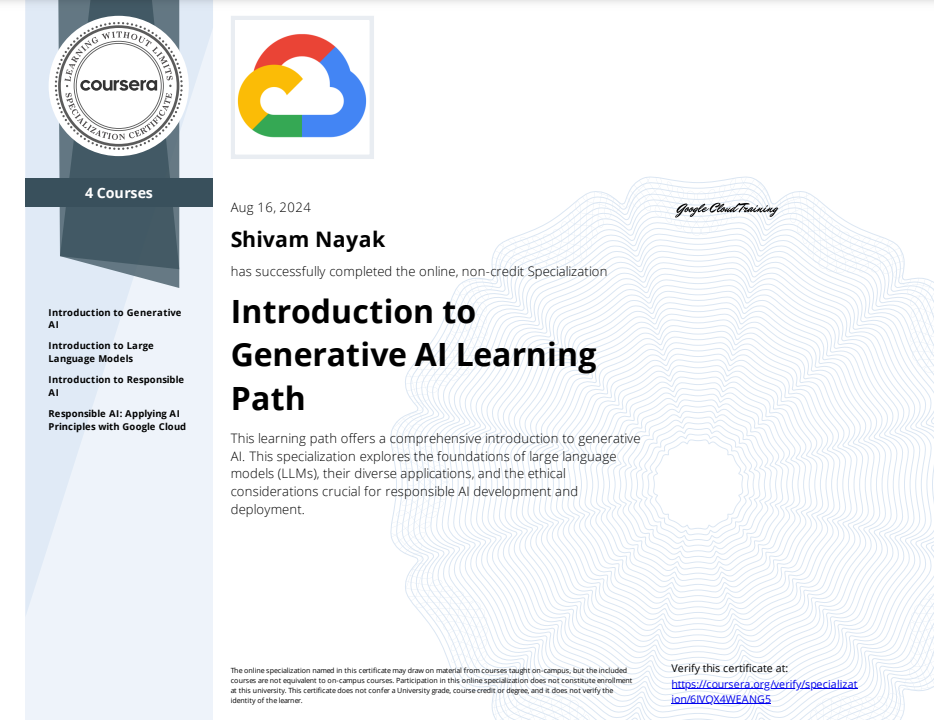 LEARNING WITHOUT LIMITS
coursera
SPECIALIZATION CERTIFICATE
4 Courses
Introduction to Generative
AI
Introduction to Large
Language Models
Introduction to Responsible
AI
Responsible AI: Applying AI
Principles with Google Cloud
Aug 16, 2024
Shivam Nayak
has successfully completed the online, non-credit Specialization
Introduction to
Generative AI Learning
Path
This learning path offers a comprehensive introduction to generative
AI. This specialization explores the foundations of large language
models (LLMs), their diverse applications, and the ethical
considerations crucial for responsible AI development and
deployment.
Google Cloud Training
The online specialization named in this certificate may draw on material from courses taught on-campus, but the included
courses are not equivalent to on-campus courses. Participation in this online specialization does not constitute enrollment
at this university. This certificate does not confer a University grade, course credit or degree, and it does not verify the
identity of the learner.
Verify this certificate at:
https://coursera.org/verify/specializat
ion/6IVQX4WEANG5